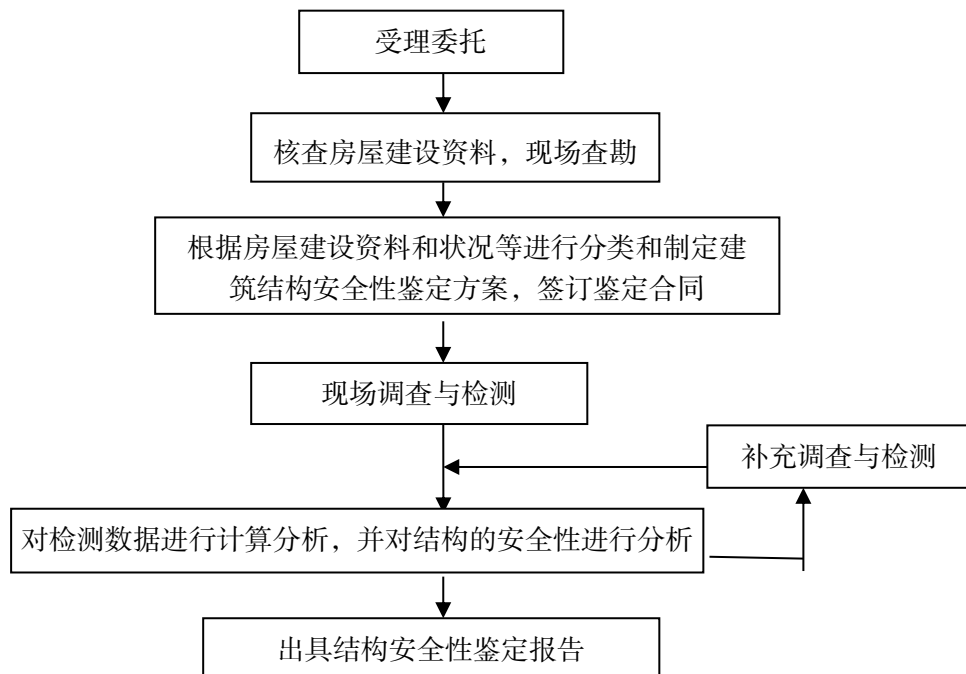 受理委托
核查房屋建设资料，现场查勘
根据房屋建设资料和状况等进行分类和制定建
筑结构安全性鉴定方案，签订鉴定合同
现场调查与检测
补充调查与检测
对检测数据进行计算分析，并对结构的安全性进行分析
出具结构安全性鉴定报告